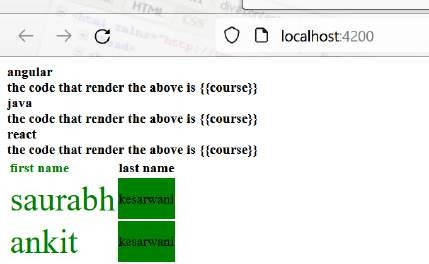 localhost:4200
angular
the code that render the above is {{course}}
java
the code that render the above is {{course}}
react
the code that render the above is {{course}}
first name last name
saurabh kesarwani
ankit kesarwani